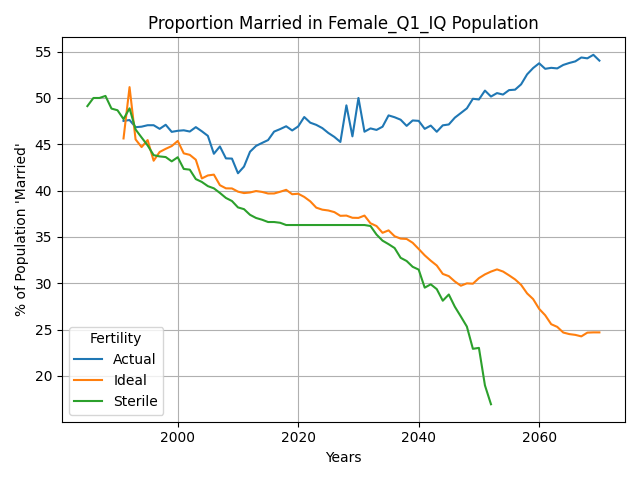 Proportion Married in Female_Q1_IQ Population
% of Population 'Married'
55
50
45
40
35
30
25
20
Fertility
Actual
Ideal
Sterile
2000 2020 2040 2060
Years